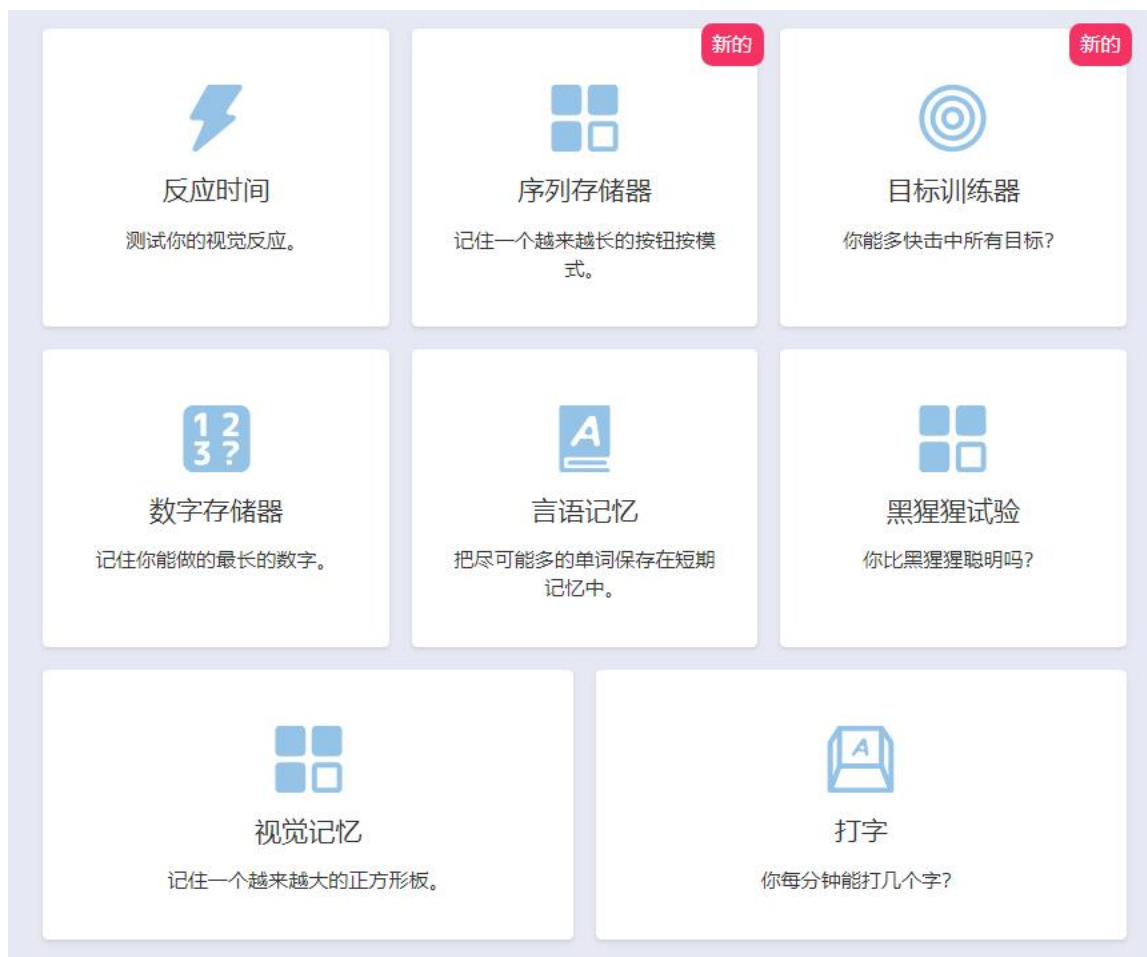 新的
新的
反应时间
序列存储器
目标训练器
测试你的视觉反应。
记住一个越来越长的按钮按模
式。
你能多快击中所有目标?
1 2
3 ?
A
数字存储器
言语记忆
黑猩猩试验
记住你能做的最长的数字。
把尽可能多的单词保存在短期
记忆中。
你比黑猩猩聪明吗?
A
视觉记忆
打字
记住一个越来越大的正方形板。
你每分钟能打几个字?